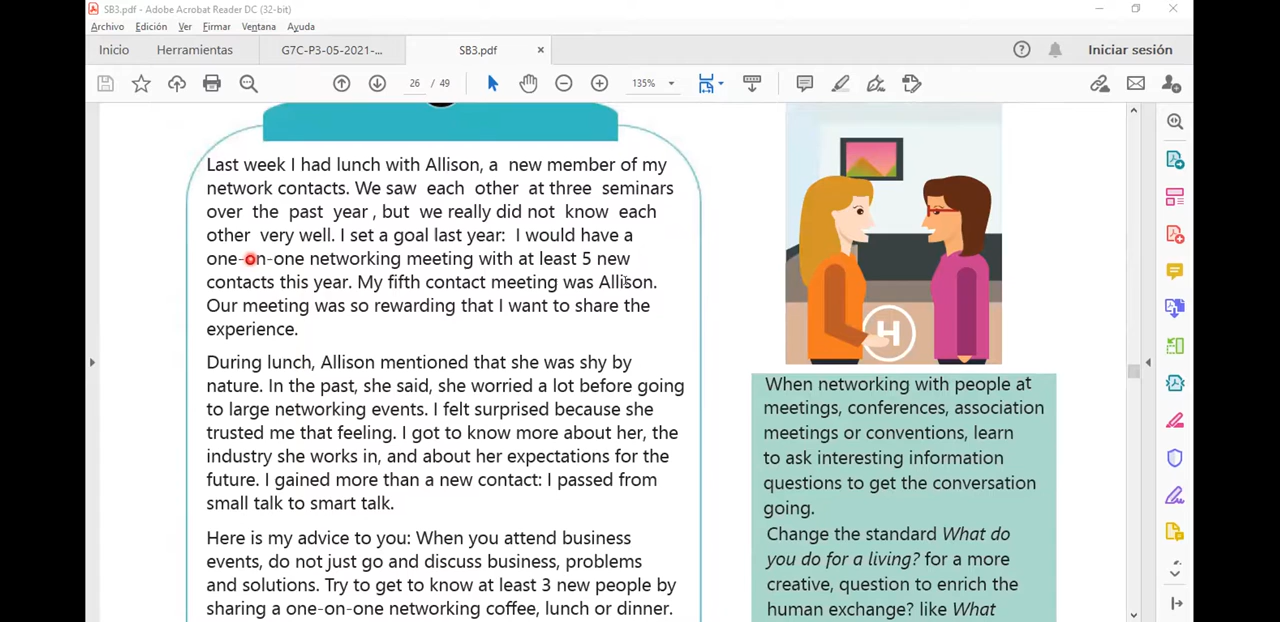 SB3.pdf - Adobe Acrobat Reader DC (32-bit)
Archivo Edición Ver Firmar Ventana Ayuda
Inicio Herramientas G7C-P3-05-2021-... SB3.pdf × Iniciar sesión
26 / 49 135%
Last week I had lunch with Allison, a new member of my
network contacts. We saw each other at three seminars
over the past year , but we really did not know each
other very well. I set a goal last year: I would have a
one-on-one networking meeting with at least 5 new
contacts this year. My fifth contact meeting was Allison.
Our meeting was so rewarding that I want to share the
experience.
During lunch, Allison mentioned that she was shy by
nature. In the past, she said, she worried a lot before going
to large networking events. I felt surprised because she
trusted me that feeling. I got to know more about her, the
industry she works in, and about her expectations for the
future. I gained more than a new contact: I passed from
small talk to smart talk.
Here is my advice to you: When you attend business
events, do not just go and discuss business, problems
and solutions. Try to get to know at least 3 new people by
sharing a one-on-one networking coffee, lunch or dinner.
H
When networking with people at
meetings, conferences, association
meetings or conventions, learn
to ask interesting information
questions to get the conversation
going.
Change the standard What do
you do for a living? for a more
creative, question to enrich the
human exchange? like What